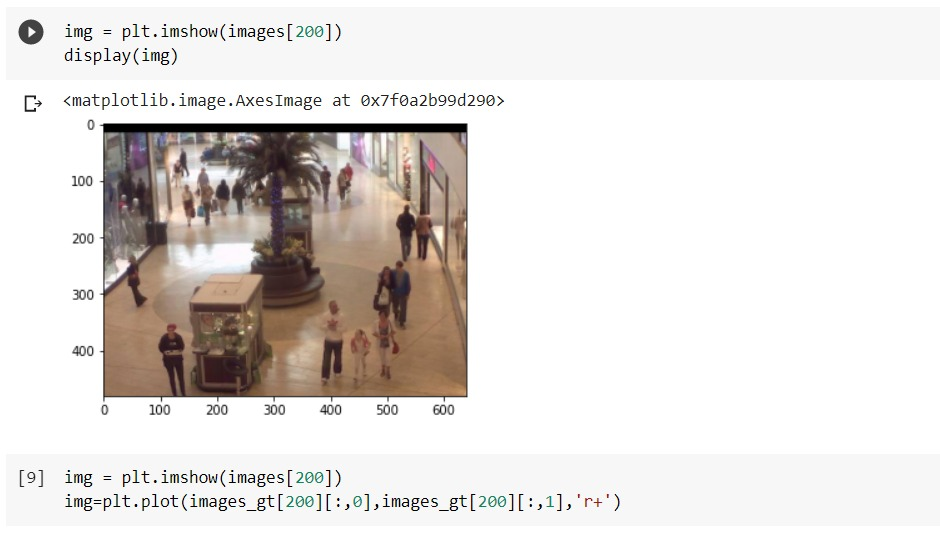 img = plt.imshow(images[200])
display(img)
<matplotlib.image.AxesImage at 0x7f0a2b99d290>
0
100
200
300
400
0 100 200 300 400 500 600
[9] img = plt.imshow(images[200])
img=plt.plot(images_gt[200][:,0],images_gt[200][:,1],'r+')